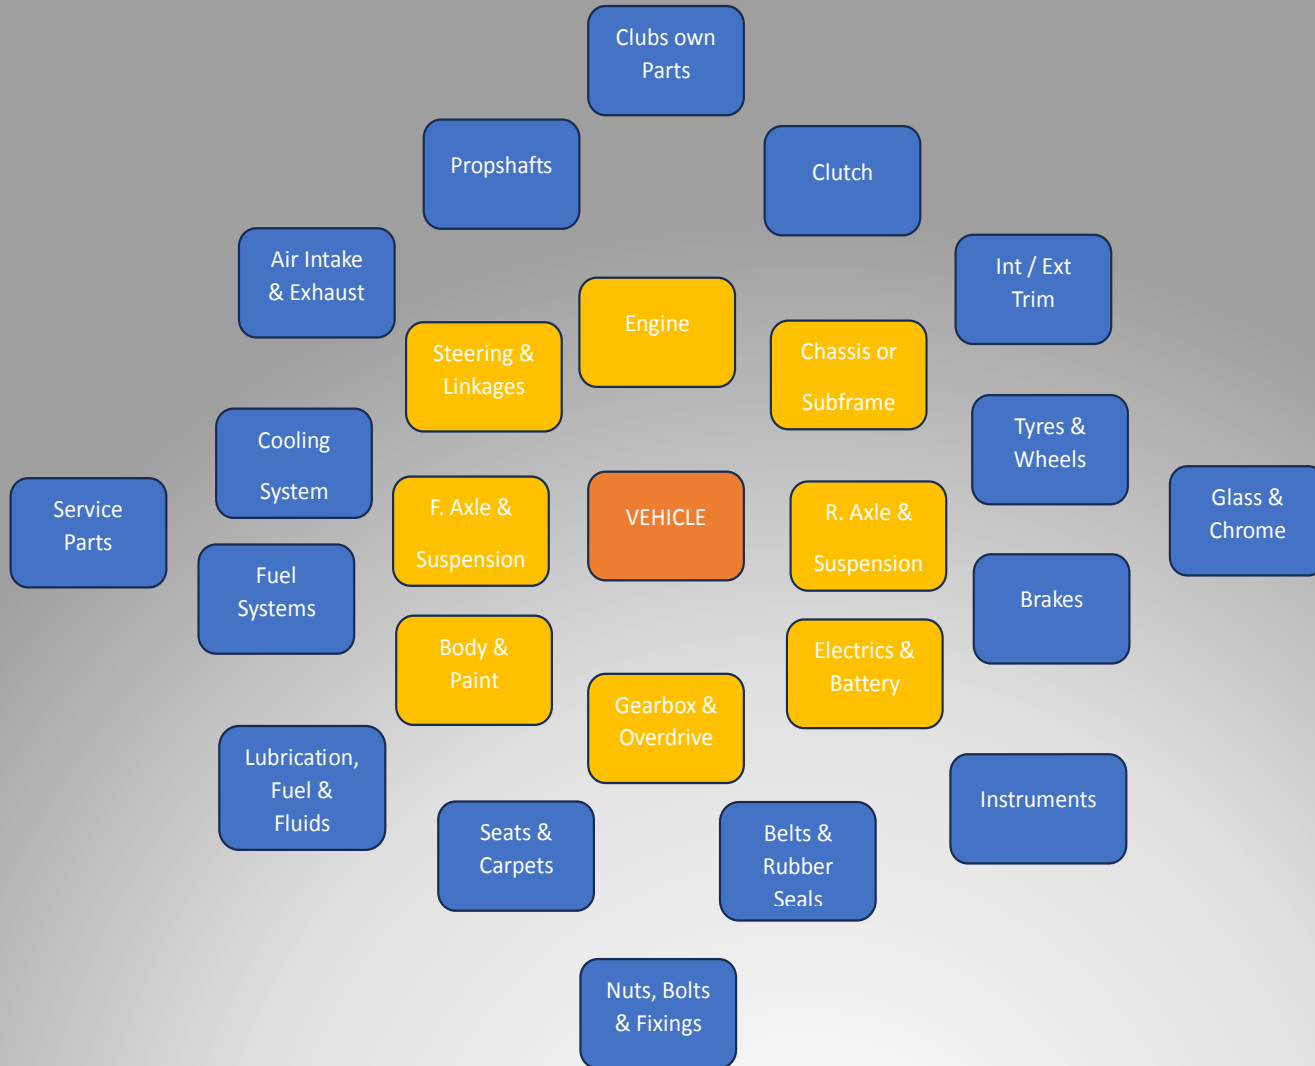 Clubs own
Parts
Propshafts
Clutch
Air Intake
& Exhaust
Int / Ext
Trim
Engine
Steering &
Linkages
Chassis or
Subframe
Cooling
System
Tyres &
Wheels
Service
Parts
F. Axle &
Suspension
VEHICLE
R. Axle &
Suspension
Glass &
Chrome
Fuel
Systems
Brakes
Body &
Paint
Electrics &
Battery
Gearbox &
Overdrive
Lubrication,
Fuel &
Fluids
Instruments
Seats &
Carpets
Belts &
Rubber
Seals
Nuts, Bolts
& Fixings